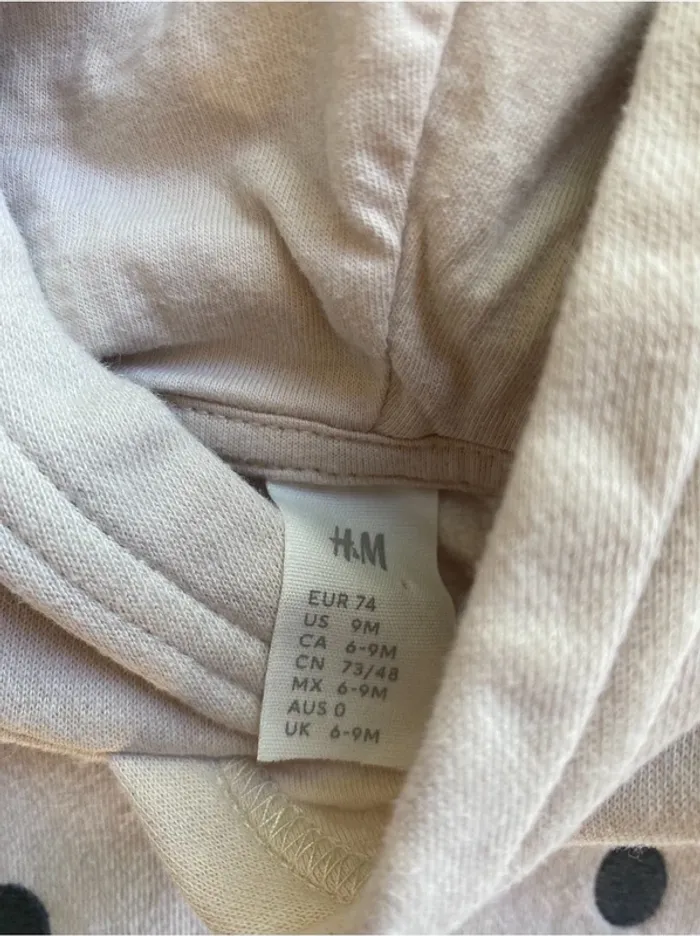 H&M
EUR 74
US 9M
CA 6-9M
CN 73/48
MX 6-9M
AUS 0
UK 6-9M